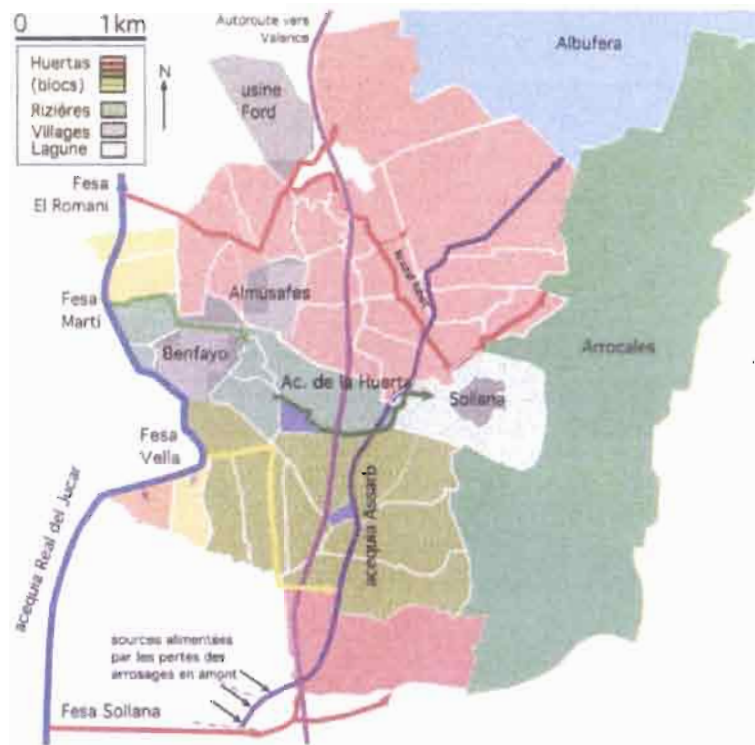 0 1km
Huertas
(blocs)
Rizières
Villages
Lagune
N
Autoroute vers
Valence
usine
Ford
Albufera
Fesa
El Romani
Fesa
Marti
Almusafes
Benfayo
Ac. de la Huerta
Sollana
Arrocales
Fesa
Vella
acequia Real del Jucar
acequia Assarb
sources alimentées
par les pertes des
arrosages en amont
Fesa Sollana